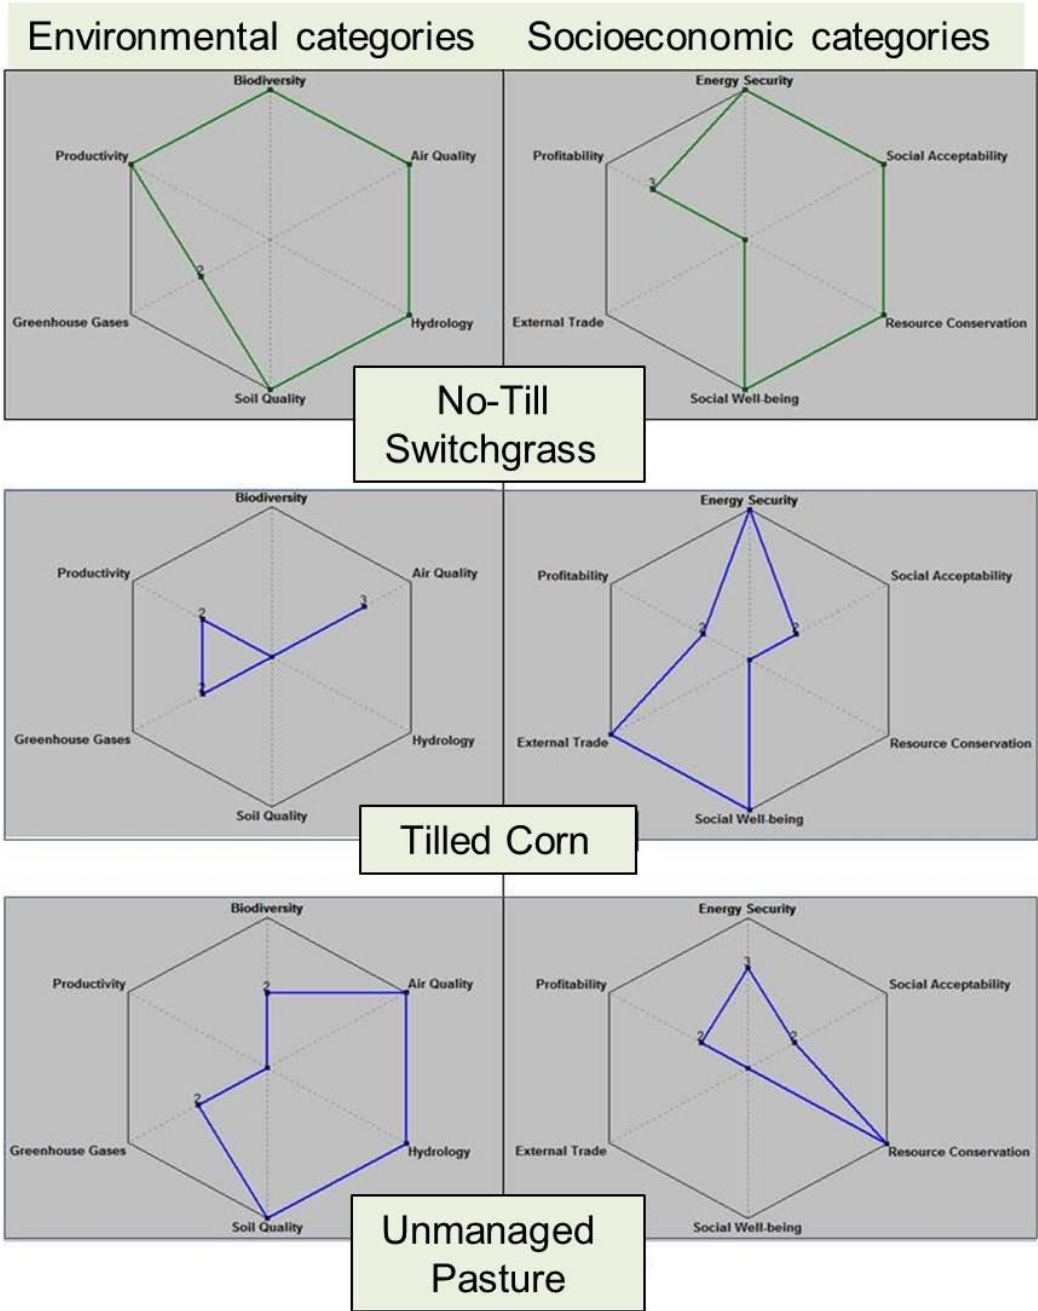 Environmental categories
Socioeconomic categories
Biodiversity
Productivity
Air Quality
2
Greenhouse Gases
Hydrology
Soil Quality
Energy Security
Profitability
Social Acceptability
3
External Trade
Resource Conservation
Social Well-being
No-Till
Switchgrass
Biodiversity
Productivity
Air Quality
3
2
2
Greenhouse Gases
Hydrology
Soil Quality
Energy Security
Profitability
Social Acceptability
2
2
External Trade
Resource Conservation
Social Well-being
Tilled Corn
Biodiversity
Productivity
Air Quality
2
2
Greenhouse Gases
Hydrology
Soil Quality
Energy Security
3
Profitability
Social Acceptability
2
2
External Trade
Resource Conservation
Social Well-being
Unmanaged
Pasture